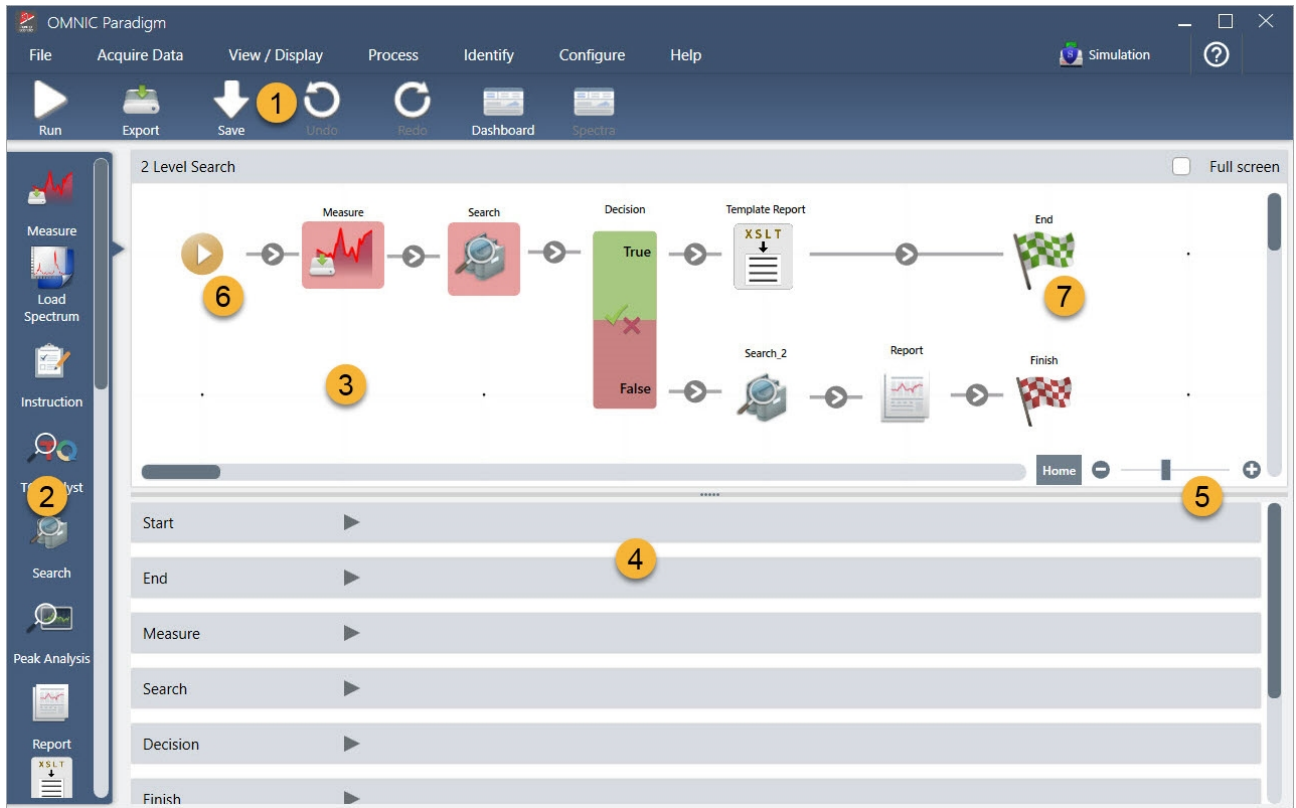 OMNIC Paradigm
File Acquire Data View / Display Process Identify Configure Help Simulation ?
Run Export Save 1 Undo Redo Dashboard Spectra
2 Level Search Full screen
Measure
Load
Spectrum
Instruction
2
Search
Peak Analysis
Report
XSLT
Measure Search Decision Template Report End
XSLT
True
6 7
3
Search_2 Report Finish
False
Home
5
Start
4
End
Measure
Search
Decision
Finish